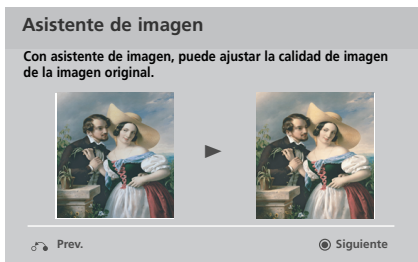 Asistente de imagen
Con asistente de imagen, puede ajustar la calidad de imagen
de la imagen original.
Prev.
Siguiente